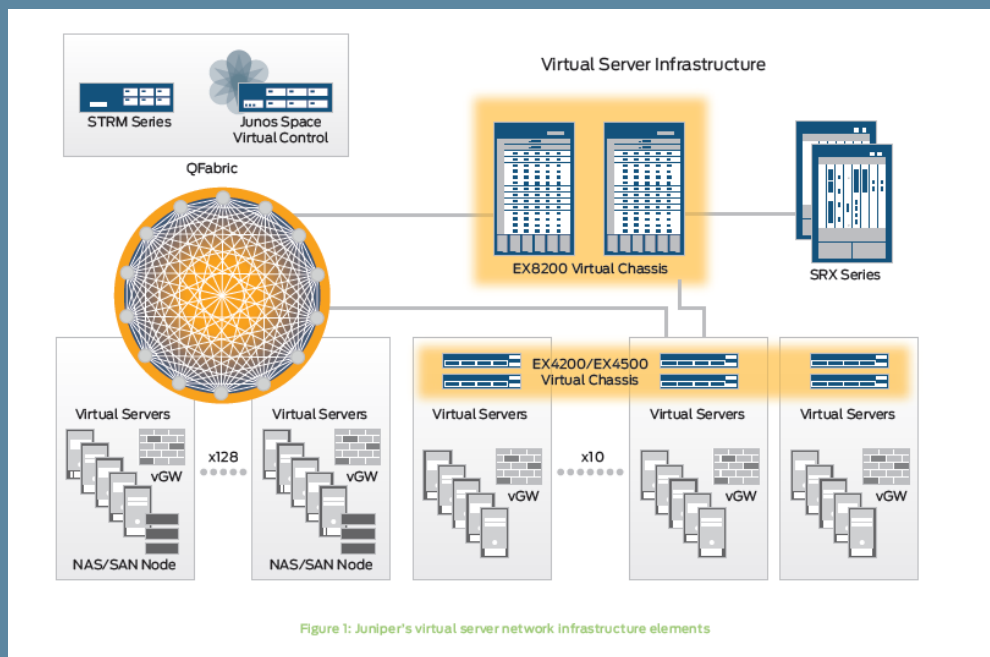 Virtual Server Infrastructure
STRM Series
Junos Space
Virtual Control
QFabric
EX8200 Virtual Chassis
SRX Series
EX4200/EX4500
Virtual Chassis
Virtual Servers
vGW
NAS/SAN Node
x128
Virtual Servers
vGW
NAS/SAN Node
Virtual Servers
vGW
x10
Virtual Servers
vGW
Virtual Servers
vGW
Figure 1: Juniper's virtual server network infrastructure elements